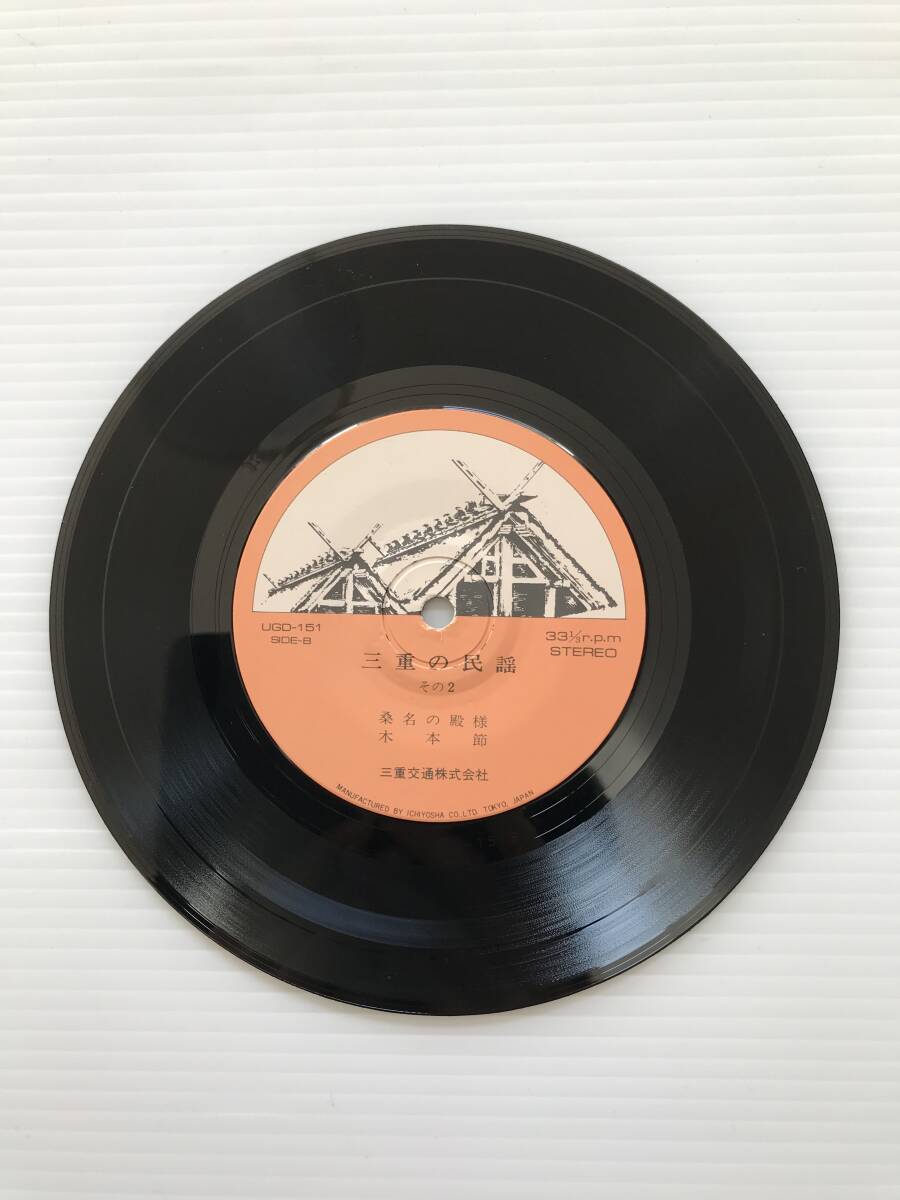 UGD-151
SIDE-B
33⅓r.p.m
STEREO
三重の民謡
その2
桑名の殿様
木本節
三重交通株式会社
MANUFACTURED BY ICHIYOSHA CO.,LTD. TOKYO, JAPAN